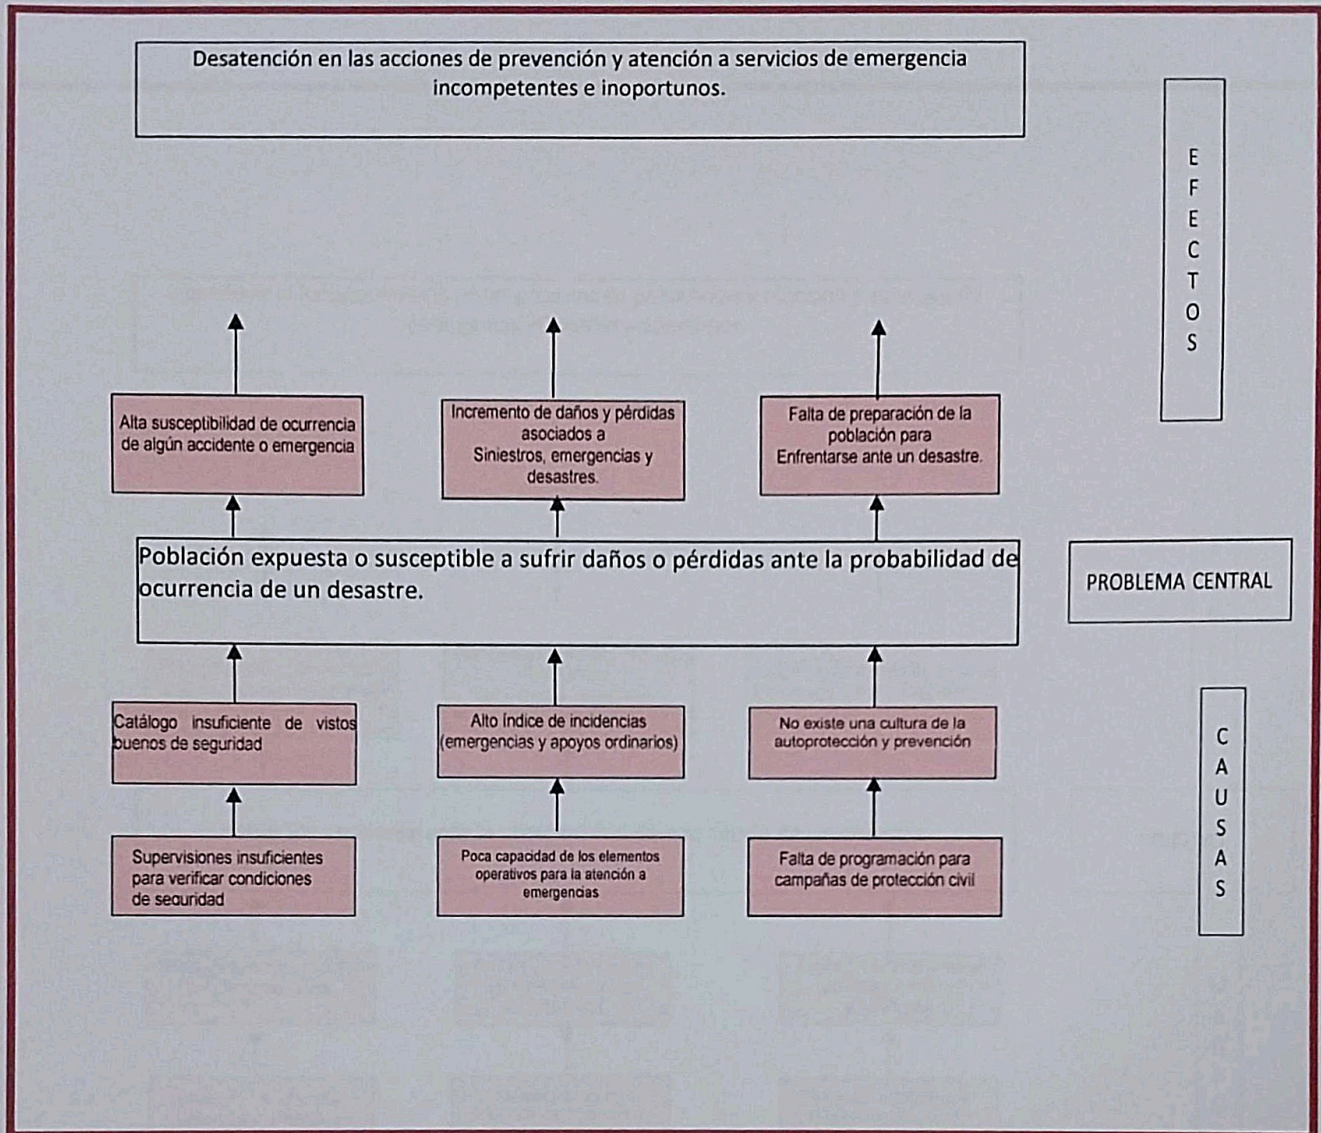 Desatención en las acciones de prevención y atención a servicios de emergencia
incompetentes e inoportunos.
E
F
E
C
T
O
S
Alta susceptibilidad de ocurrencia
de algún accidente o emergencia
Incremento de daños y pérdidas
asociados a
Siniestros, emergencias y
desastres.
Falta de preparación de la
población para
Enfrentarse ante un desastre.
Población expuesta o susceptible a sufrir daños o pérdidas ante la probabilidad de
ocurrencia de un desastre.
PROBLEMA CENTRAL
Catálogo insuficiente de vistos
buenos de seguridad
Alto Índice de incidencias
(emergencias y apoyos ordinarios)
No existe una cultura de la
autoprotección y prevención
C
A
U
S
A
S
Supervisiones insuficientes
para verificar condiciones
de seguridad
Poca capacidad de los elementos
operativos para la atención a
emergencias
Falta de programación para
campañas de protección civil